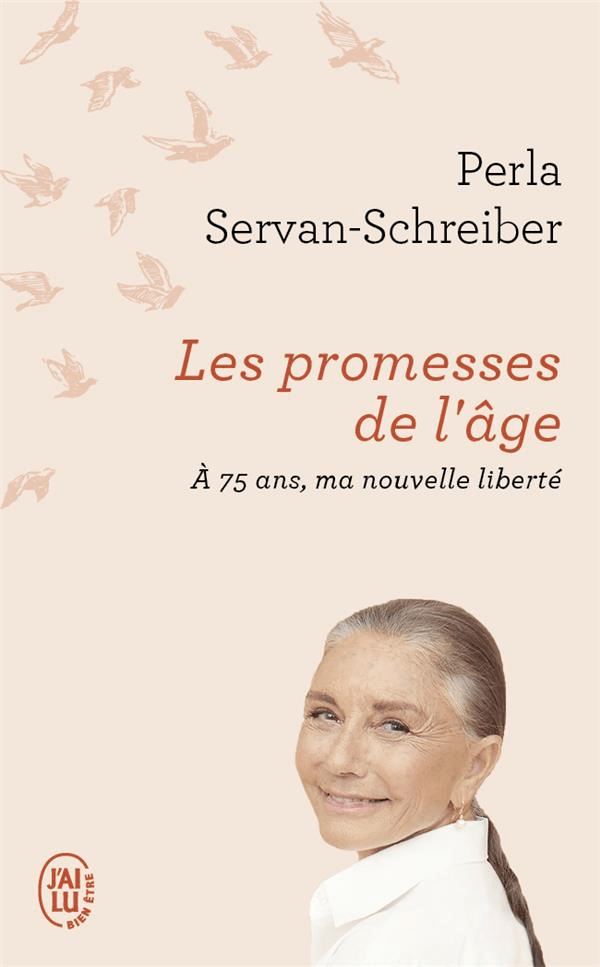 Perla
Servan-Schreiber
Les promesses
de l'âge
À 75 ans, ma nouvelle liberté
J'AI
LU
BIEN ÊTRE